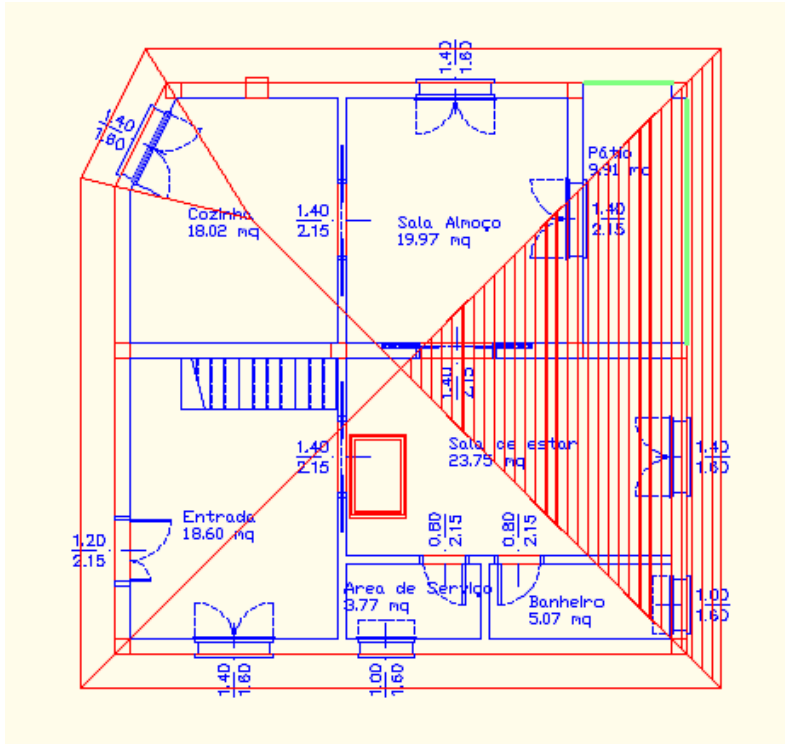 1.40
1.60
1.40
1.60
Pátio
9.91 mq
Cozinha
18.02 mq
1.40
2.15
Sala Almoço
19.97 mq
1.40
2.15
1.40
2.15
1.40
2.15
Sala de estar
23.75 mq
1.40
1.60
Entrada
18.60 mq
1.20
2.15
0.80
2.15
0.80
2.15
Area de Serviço
3.77 mq
Banheiro
5.07 mq
1.00
1.60
1.40
1.60
1.00
1.60